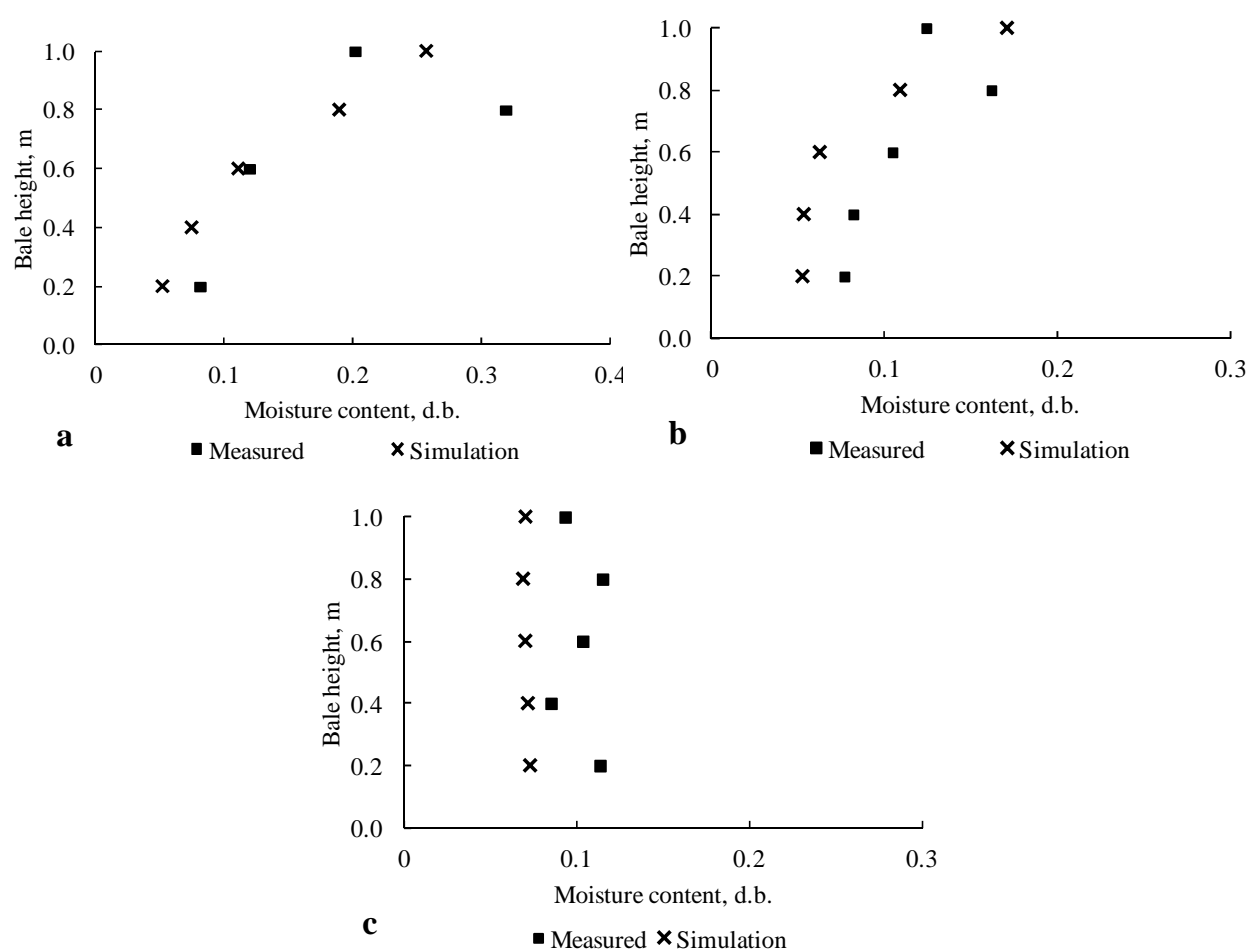 1.0
0.8
0.6
0.4
0.2
0.0
Bale height, m
0 0.1 0.2 0.3 0.4
Moisture content, d.b.
a
Measured Simulation
1.0
0.8
0.6
0.4
0.2
0.0
Bale height, m
0 0.1 0.2 0.3
Moisture content, d.b.
b
Measured Simulation
1.0
0.8
0.6
0.4
0.2
0.0
Bale height, m
0 0.1 0.2 0.3
Moisture content, d.b.
c
Measured Simulation